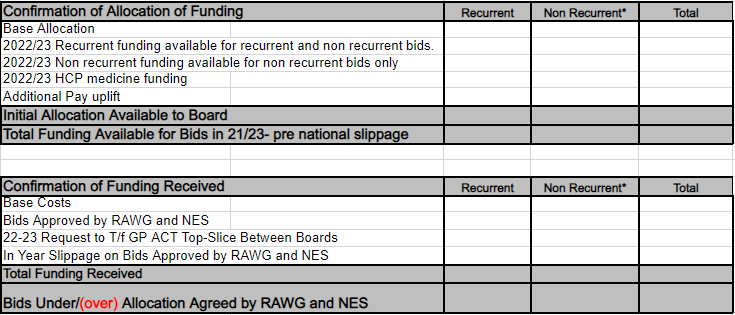 Confirmation of Allocation of Funding Recurrent Non Recurrent* Total
Base Allocation
2022/23 Recurrent funding available for recurrent and non recurrent bids.
2022/23 Non recurrent funding available for non recurrent bids only
2022/23 HCP medicine funding
Additional Pay uplift
Initial Allocation Available to Board
Total Funding Available for Bids in 21/23- pre national slippage
Confirmation of Funding Received Recurrent Non Recurrent* Total
Base Costs
Bids Approved by RAWG and NES
22-23 Request to T/f GP ACT Top-Slice Between Boards
In Year Slippage on Bids Approved by RAWG and NES
Total Funding Received
Bids Under/(over) Allocation Agreed by RAWG and NES